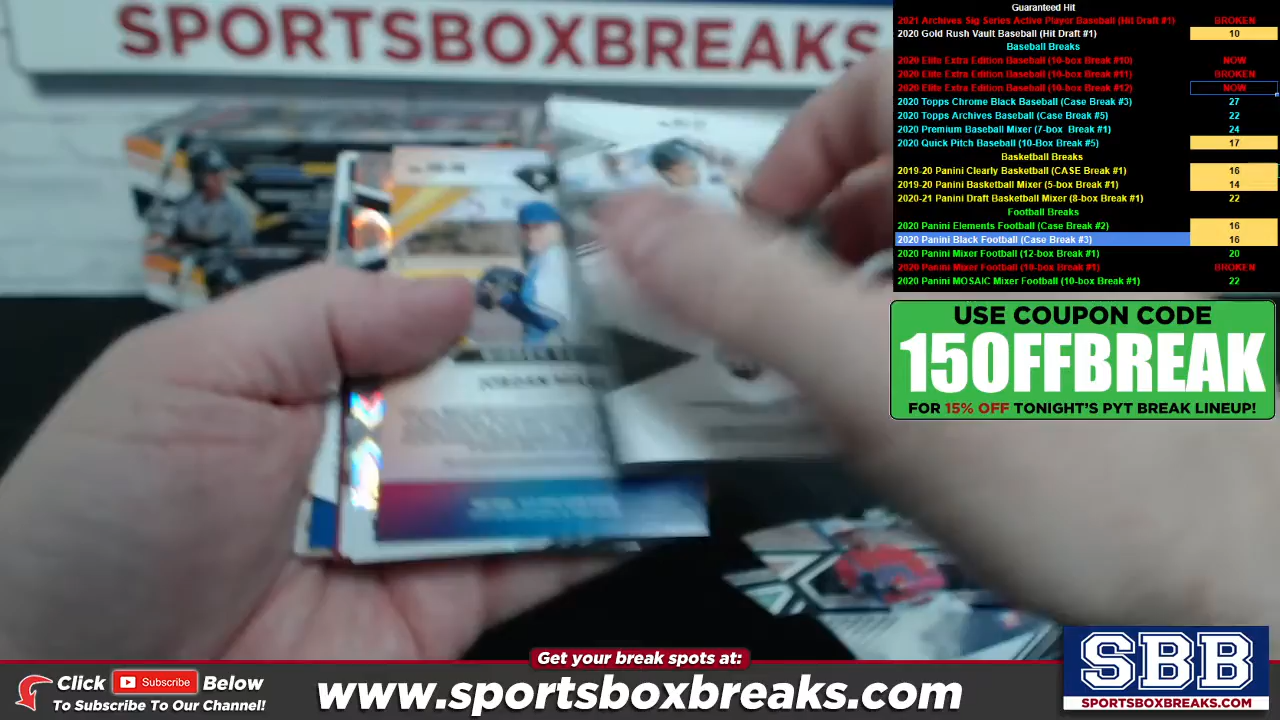 SPORTSBOXBREAKS
Guaranteed Hit
2021 Archives Sig Series Active Player Baseball (Hit Draft #1) BROKEN
2020 Gold Rush Vault Baseball (Hit Draft #1) 10
Baseball Breaks
2020 Elite Extra Edition Baseball (10-box Break #10) NOW
2020 Elite Extra Edition Baseball (10-box Break #11) BROKEN
2020 Elite Extra Edition Baseball (10-box Break #12) NOW
2020 Topps Chrome Black Baseball (Case Break #3) 27
2020 Topps Archives Baseball (Case Break #5) 22
2020 Premium Baseball Mixer (7-box Break #1) 24
2020 Quick Pitch Baseball (10-Box Break #5) 17
Basketball Breaks
2019-20 Panini Clearly Basketball (CASE Break #1) 16
2019-20 Panini Basketball Mixer (5-box Break #1) 14
2020-21 Panini Draft Basketball Mixer (8-box Break #1) 22
Football Breaks
2020 Panini Elements Football (Case Break #2) 16
2020 Panini Black Football (Case Break #3) 16
2020 Panini Mixer Football (12-box Break #1) 20
2020 Panini Mixer Football (10-box Break #1) BROKEN
2020 Panini MOSAIC Mixer Football (10-box Break #1) 22
USE COUPON CODE
15OFFBREAK
FOR 15% OFF TONIGHT'S PYT BREAK LINEUP!
JORDAN
Get your break spots at:
Click Subscribe Below
To Subscribe To Our Channel!
www.sportsboxbreaks.com
SBB
SPORTSBOXBREAKS.COM